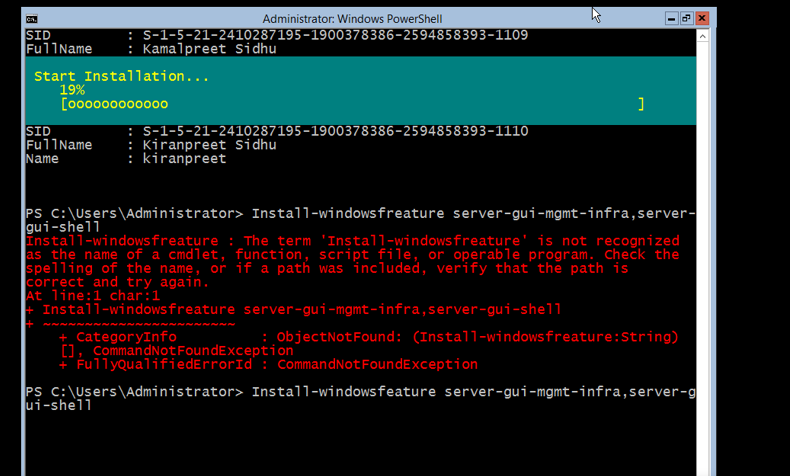 Administrator: Windows PowerShell
SID : S-1-5-21-2410287195-1900378386-2594858393-1109
FullName : Kamalpreet Sidhu
Start Installation...
19%
[oooooooooooo ]
SID : S-1-5-21-2410287195-1900378386-2594858393-1110
FullName : Kiranpreet Sidhu
Name : kiranpreet
PS C:\Users\Administrator> Install-windowsfreature server-gui-mgmt-infra,server-
gui-shell
Install-windowsfreature : The term 'Install-windowsfreature' is not recognized
as the name of a cmdlet, function, script file, or operable program. Check the
spelling of the name, or if a path was included, verify that the path is
correct and try again.
At line:1 char:1
+ Install-windowsfreature server-gui-mgmt-infra,server-gui-shell
+ ~~~~~~~~~~~~~~~~~~~~~~~
+ CategoryInfo : ObjectNotFound: (Install-windowsfreature:String)
[], CommandNotFoundException
+ FullyQualifiedErrorId : CommandNotFoundException
PS C:\Users\Administrator> Install-windowsfeature server-gui-mgmt-infra,server-g
ui-shell